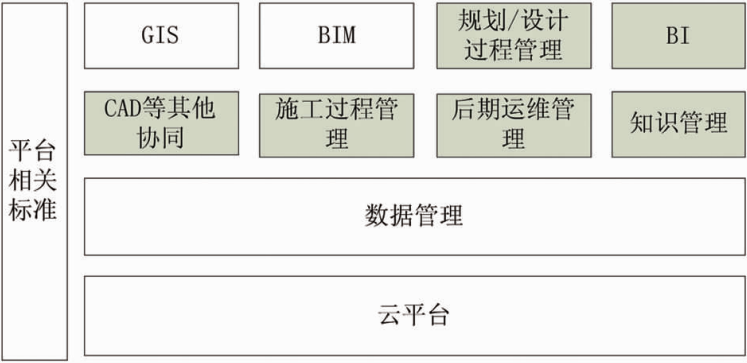 平台
相关
标准
GIS
BIM
规划/设计
过程管理
BI
CAD等其他
协同
施工过程管
理
后期运维管
理
知识管理
数据管理
云平台